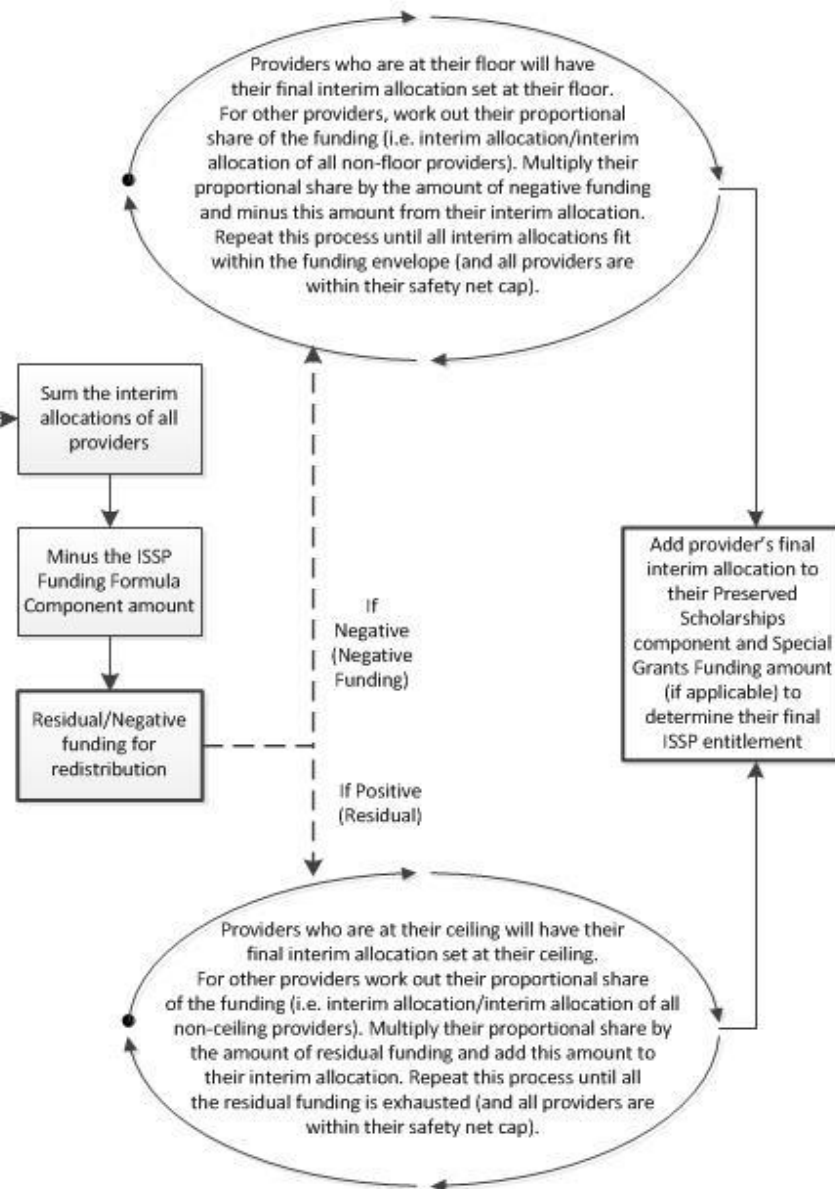 Providers who are at their floor will have
their final interim allocation set at their floor.
For other providers, work out their proportional
share of the funding (i.e. interim allocation/interim
allocation of all non-floor providers). Multiply their
proportional share by the amount of negative funding
and minus this amount from their interim allocation.
Repeat this process until all interim allocations fit
within the funding envelope (and all providers are
within their safety net cap).
Sum the interim
allocations of all
providers
Minus the ISSP
Funding Formula
Component amount
Residual/Negative
funding for
redistribution
If
Negative
(Negative
Funding)
If Positive
(Residual)
Add provider's final
interim allocation to
their Preserved
Scholarships
component and Special
Grants Funding amount
(if applicable) to
determine their final
ISSP entitlement
Providers who are at their ceiling will have their
final interim allocation set at their ceiling.
For other providers work out their proportional share
of the funding (i.e. interim allocation/interim allocation of all
non-ceiling providers). Multiply their proportional share by
the amount of residual funding and add this amount to
their interim allocation. Repeat this process until all
the residual funding is exhausted (and all providers are
within their safety net cap).